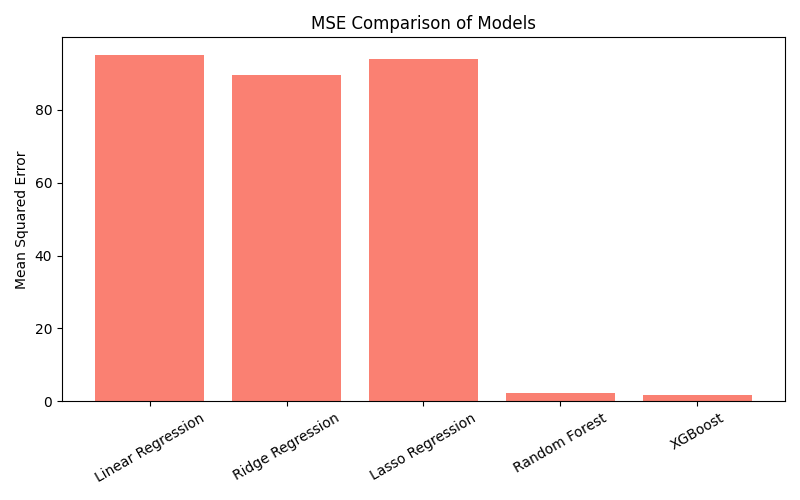 MSE Comparison of Models
Mean Squared Error
80
60
40
20
0
Linear Regression
Ridge Regression
Lasso Regression
Random Forest
XGBoost